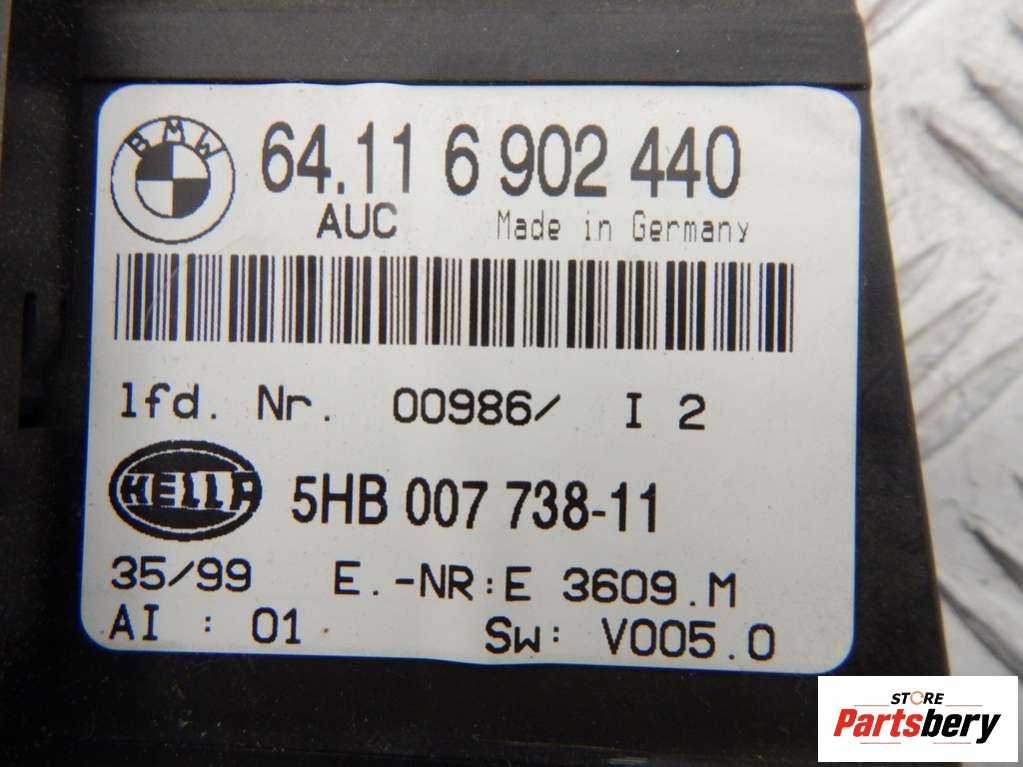 BMW
64.11 6 902 440
AUC Made in Germany
lfd. Nr. 00986/ I 2
HELLA 5HB 007 738-11
35/99 E.-NR:E 3609.M
AI : 01 Sw: V005.0
STORE
Partsbery